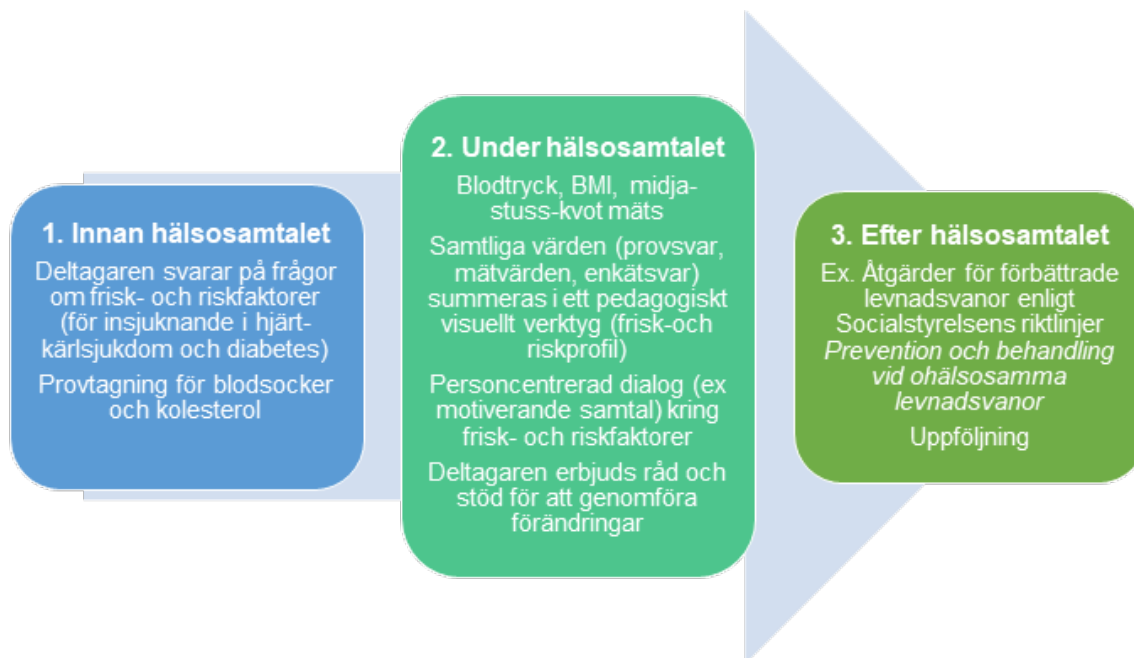 1. Innan hälsosamtalet
Deltagaren svarar på frågor
om frisk- och riskfaktorer
(för insjuknande i hjärt-
kärlsjukdom och diabetes)
Provtagning för blodsocker
och kolesterol
2. Under hälsosamtalet
Blodtryck, BMI, midja-
stuss-kvot mäts
Samtliga värden (provsvar,
mätvärden, enkätsvar)
summeras i ett pedagogiskt
visuellt verktyg (frisk-och
riskprofil)
Personcentrerad dialog (ex
motiverande samtal) kring
frisk- och riskfaktorer
Deltagaren erbjuds råd och
stöd för att genomföra
förändringar
3. Efter hälsosamtalet
Ex. Åtgärder för förbättrade
levnadsvanor enligt
Socialstyrelsens riktlinjer
Prevention och behandling
vid ohälsosamma
levnadsvanor
Uppföljning